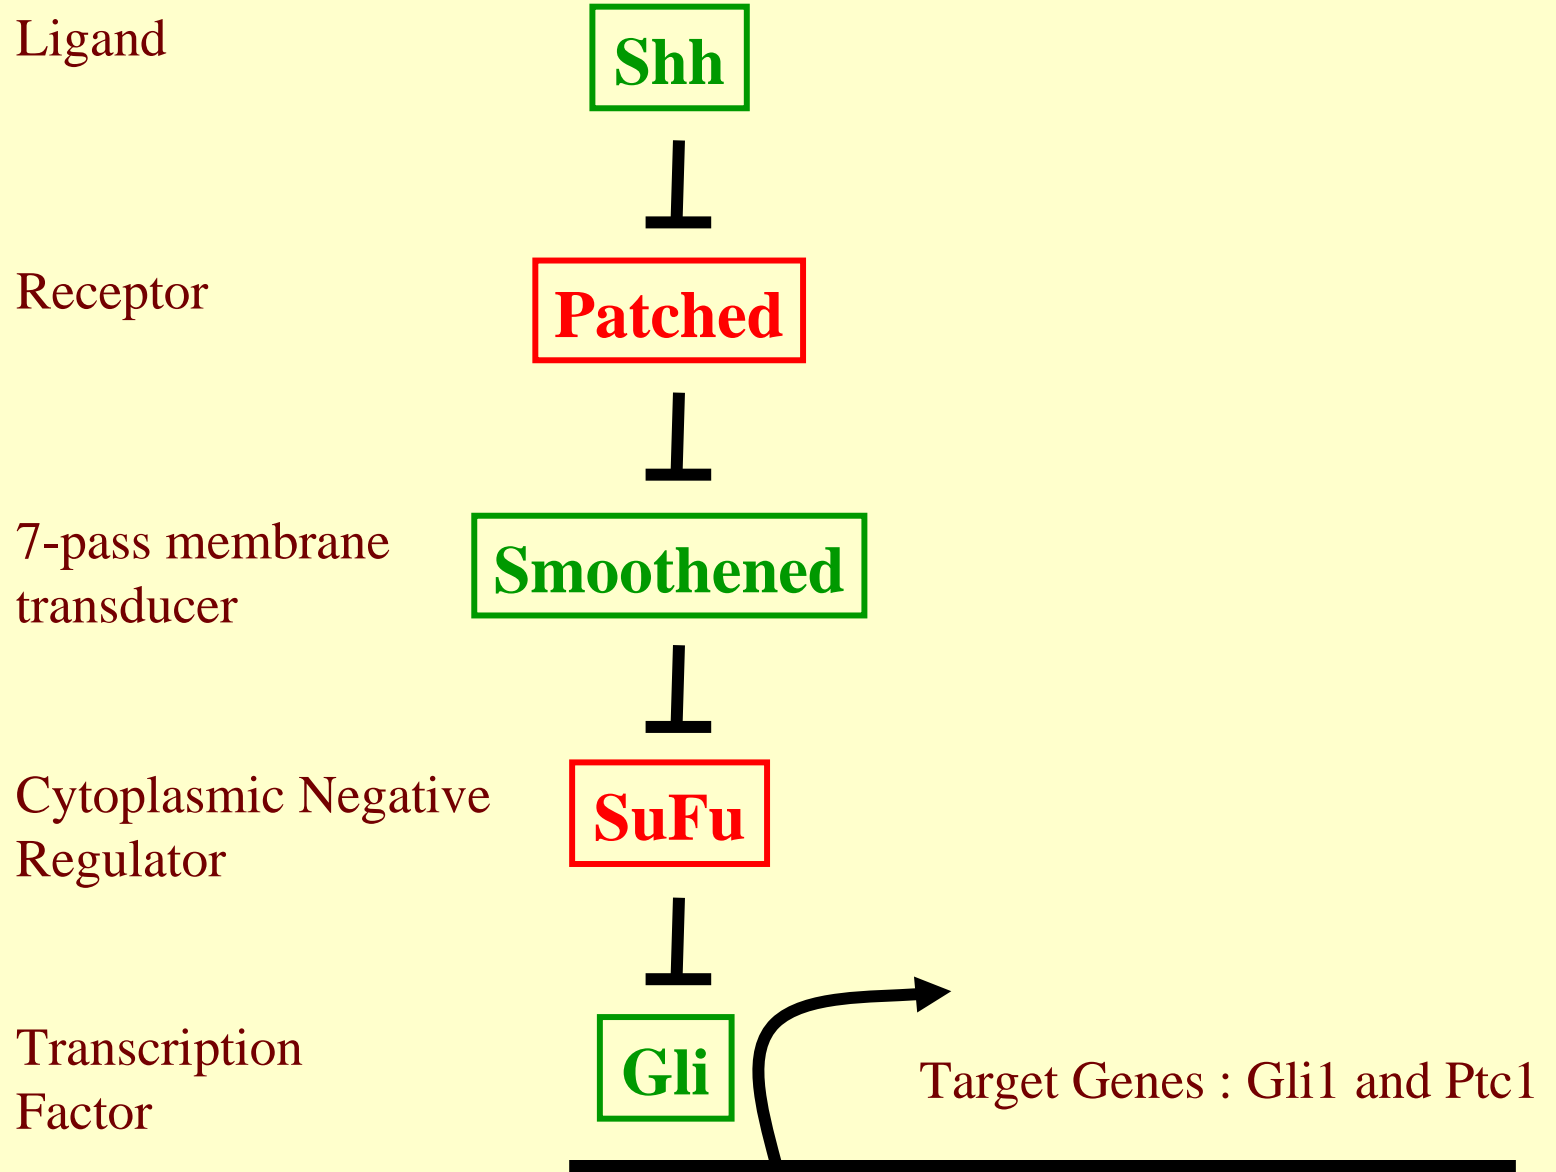 Ligand
Shh
Receptor
Patched
7-pass membrane
transducer
Smoothened
Cytoplasmic Negative
Regulator
SuFu
Transcription
Factor
Gli
Target Genes : Gli1 and Ptc1